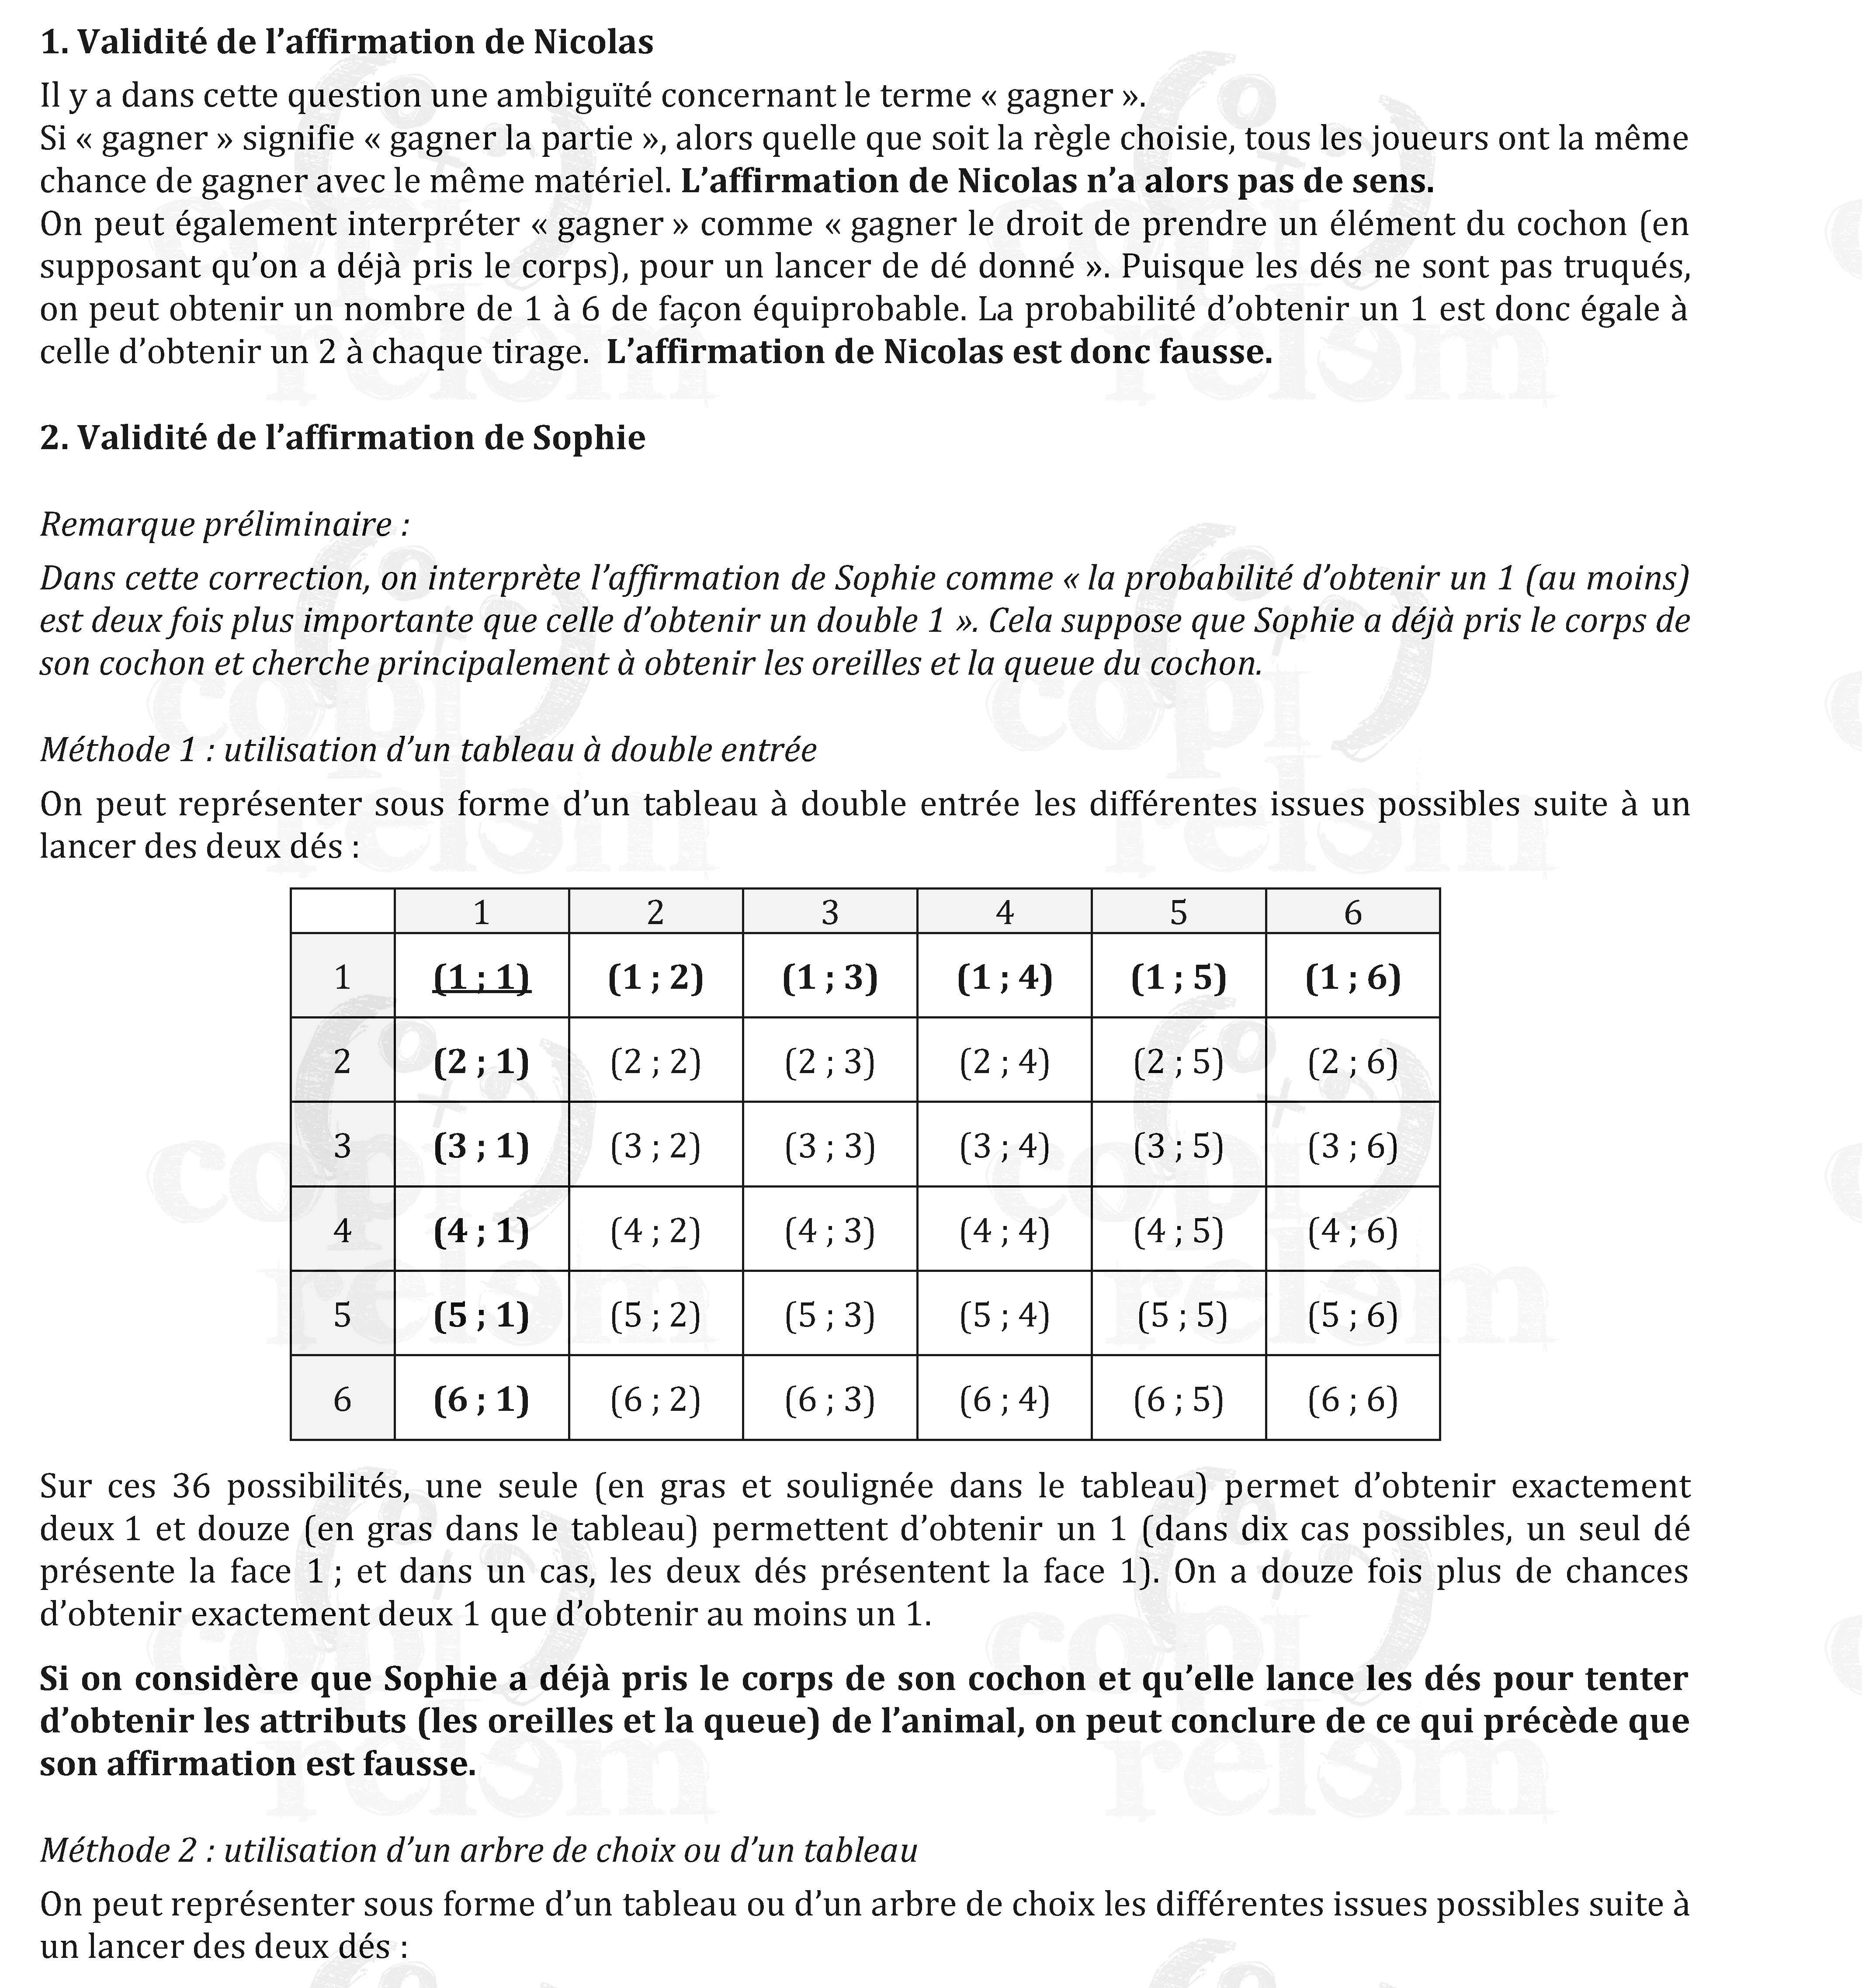 1. Validité de l’affirmation de Nicolas
Il y a dans cette question une ambiguïté concernant le terme « gagner ».
Si « gagner » signifie « gagner la partie », alors quelle que soit la règle choisie, tous les joueurs ont la même
chance de gagner avec le même matériel. L’affirmation de Nicolas n’a alors pas de sens.
On peut également interpréter « gagner » comme « gagner le droit de prendre un élément du cochon (en
supposant qu’on a déjà pris le corps), pour un lancer de dé donné ». Puisque les dés ne sont pas truqués,
on peut obtenir un nombre de 1 à 6 de façon équiprobable. La probabilité d’obtenir un 1 est donc égale à
celle d’obtenir un 2 à chaque tirage. L’affirmation de Nicolas est donc fausse.
2. Validité de l’affirmation de Sophie
Remarque préliminaire :
Dans cette correction, on interprète l’affirmation de Sophie comme « la probabilité d’obtenir un 1 (au moins)
est deux fois plus importante que celle d’obtenir un double 1 ». Cela suppose que Sophie a déjà pris le corps de
son cochon et cherche principalement à obtenir les oreilles et la queue du cochon.
Méthode 1 : utilisation d’un tableau à double entrée
On peut représenter sous forme d’un tableau à double entrée les différentes issues possibles suite à un
lancer des deux dés :
1 2 3 4 5 6
1 (1 ; 1) (1 ; 2) (1 ; 3) (1 ; 4) (1 ; 5) (1 ; 6)
2 (2 ; 1) (2 ; 2) (2 ; 3) (2 ; 4) (2 ; 5) (2 ; 6)
3 (3 ; 1) (3 ; 2) (3 ; 3) (3 ; 4) (3 ; 5) (3 ; 6)
4 (4 ; 1) (4 ; 2) (4 ; 3) (4 ; 4) (4 ; 5) (4 ; 6)
5 (5 ; 1) (5 ; 2) (5 ; 3) (5 ; 4) (5 ; 5) (5 ; 6)
6 (6 ; 1) (6 ; 2) (6 ; 3) (6 ; 4) (6 ; 5) (6 ; 6)
Sur ces 36 possibilités, une seule (en gras et soulignée dans le tableau) permet d’obtenir exactement
deux 1 et douze (en gras dans le tableau) permettent d’obtenir un 1 (dans dix cas possibles, un seul dé
présente la face 1 ; et dans un cas, les deux dés présentent la face 1). On a douze fois plus de chances
d’obtenir exactement deux 1 que d’obtenir au moins un 1.
Si on considère que Sophie a déjà pris le corps de son cochon et qu’elle lance les dés pour tenter
d’obtenir les attributs (les oreilles et la queue) de l’animal, on peut conclure de ce qui précède que
son affirmation est fausse.
Méthode 2 : utilisation d’un arbre de choix ou d’un tableau
On peut représenter sous forme d’un tableau ou d’un arbre de choix les différentes issues possibles suite à
un lancer des deux dés :